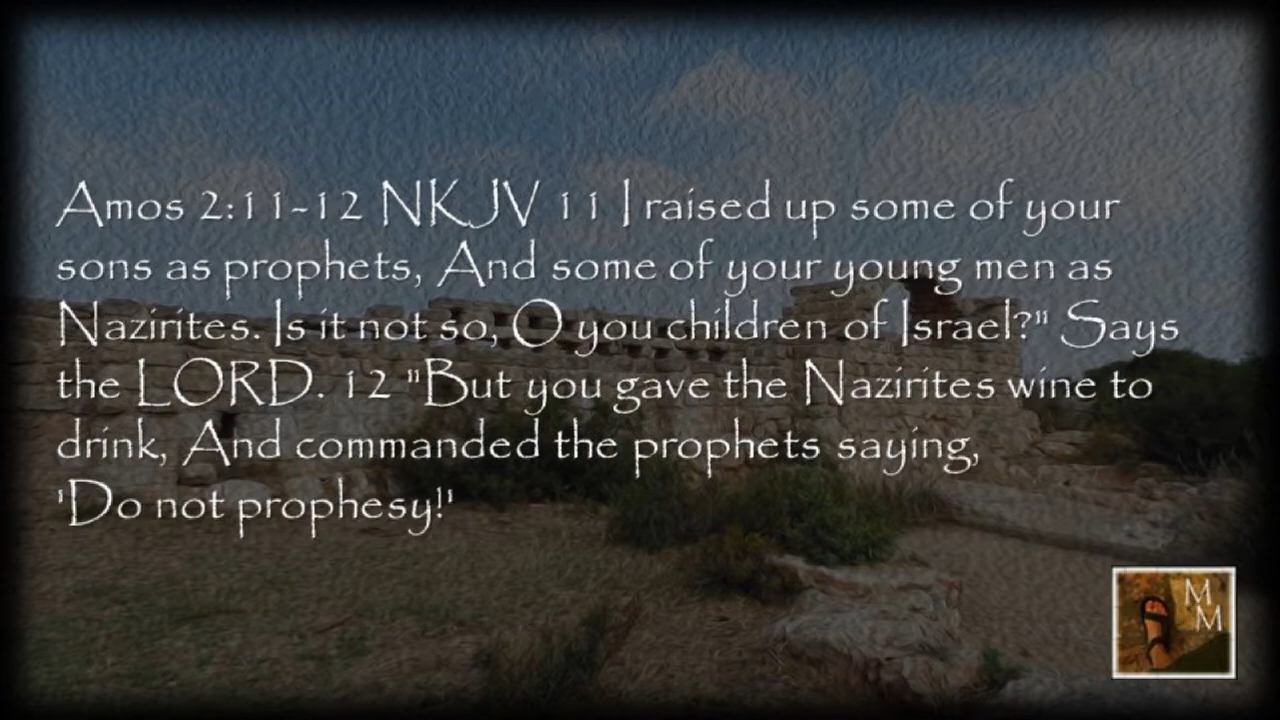 Amos 2:11-12 NKJV 11 I raised up some of your
sons as prophets, And some of your young men as
Nazirites. Is it not so, O you children of Israel?" Says
the LORD. 12 "But you gave the Nazirites wine to
drink, And commanded the prophets saying,
'Do not prophesy!'
M
M